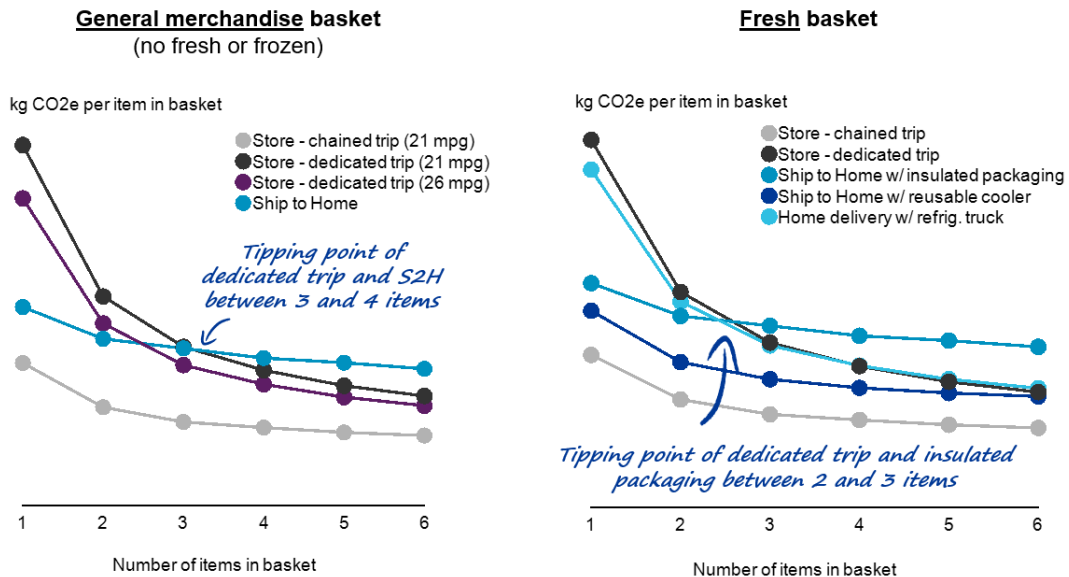 General merchandise basket
(no fresh or frozen)
kg CO2e per item in basket
Store - chained trip (21 mpg)
Store - dedicated trip (21 mpg)
Store - dedicated trip (26 mpg)
Ship to Home
Tipping point of
dedicated trip and S2H
between 3 and 4 items
1 2 3 4 5 6
Number of items in basket
Fresh basket
kg CO2e per item in basket
Store - chained trip
Store - dedicated trip
Ship to Home w/ insulated packaging
Ship to Home w/ reusable cooler
Home delivery w/ refrig. truck
Tipping point of dedicated trip and insulated
packaging between 2 and 3 items
1 2 3 4 5 6
Number of items in basket